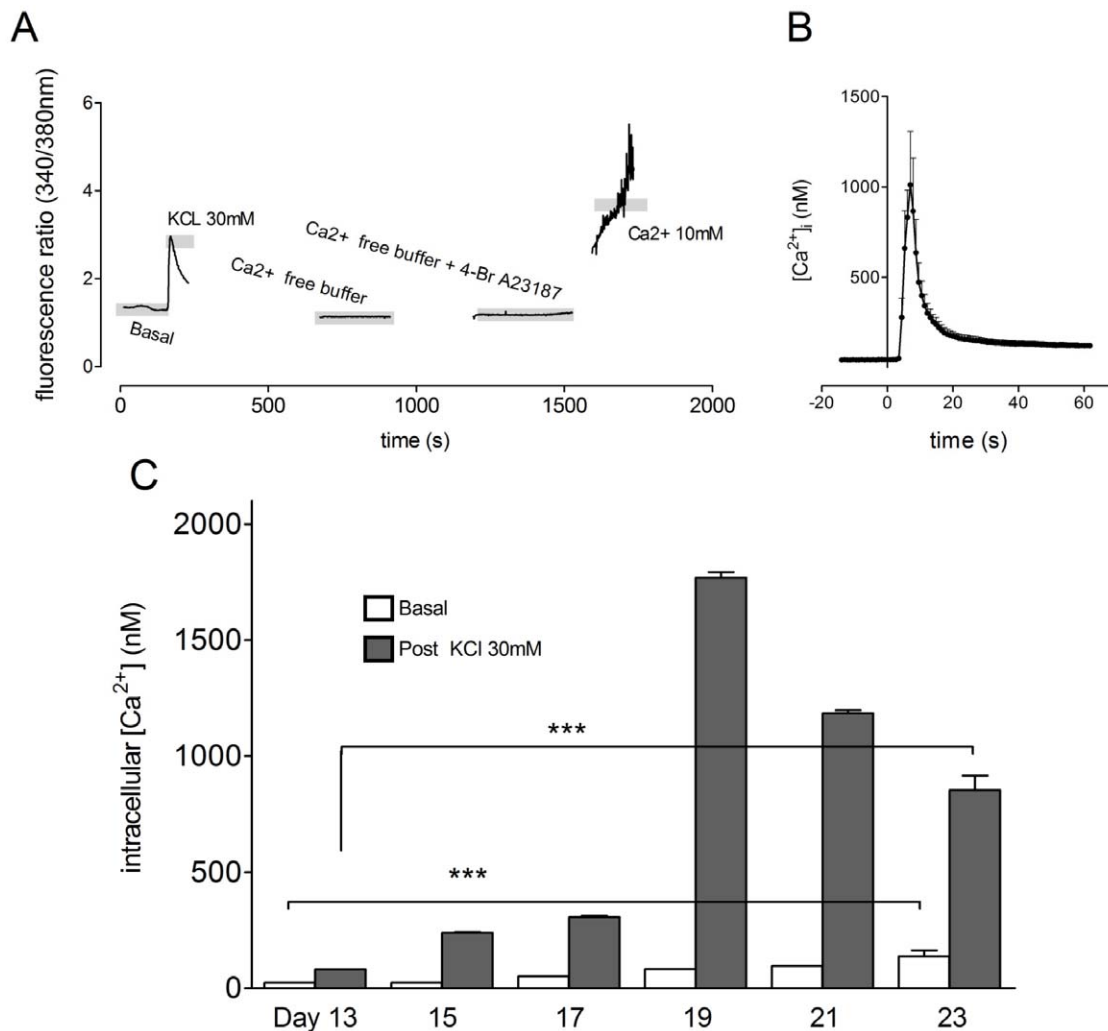 A
fluorescence ratio (340/380nm)
6
4
2
0
KCL 30mM
Basal
Ca2+ free buffer
Ca2+ free buffer + 4-Br A23187
Ca2+ 10mM
0 500 1000 1500 2000
time (s)
B
[Ca²⁺]ᵢ (nM)
1500
1000
500
-20 0 20 40 60
time (s)
C
intracellular [Ca²⁺] (nM)
2000
1500
1000
500
0
Basal
Post KCl 30mM
***
***
Day 13 15 17 19 21 23